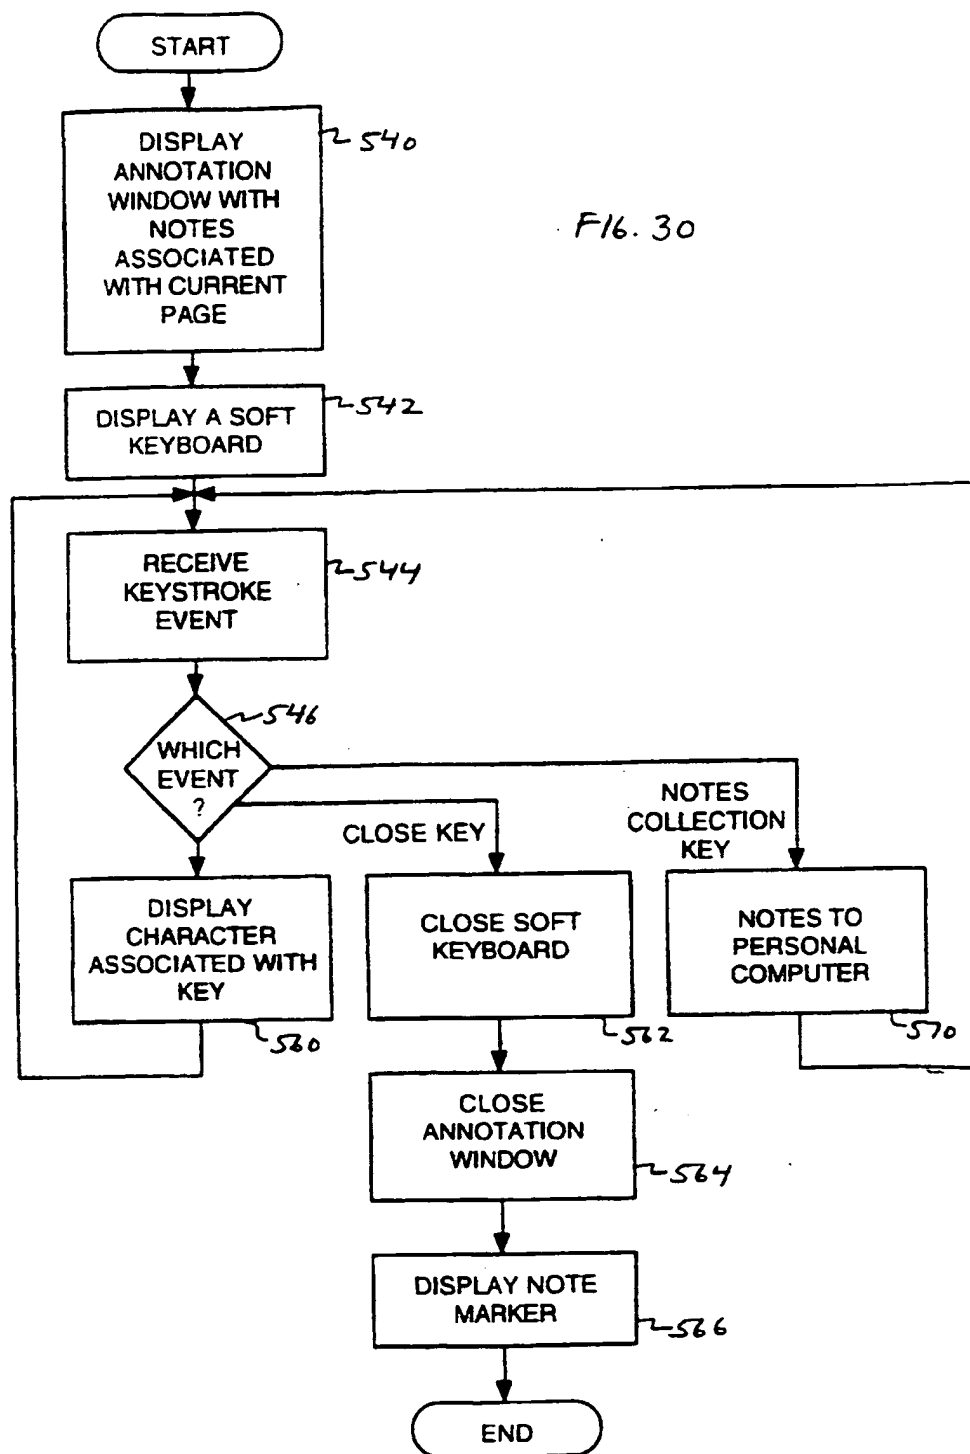 START
DISPLAY
ANNOTATION
WINDOW WITH
NOTES
ASSOCIATED
WITH CURRENT
PAGE
540
FIG. 30
DISPLAY A SOFT
KEYBOARD
542
RECEIVE
KEYSTROKE
EVENT
544
WHICH
EVENT
?
546
CLOSE KEY
NOTES
COLLECTION
KEY
DISPLAY
CHARACTER
ASSOCIATED WITH
KEY
560
CLOSE SOFT
KEYBOARD
562
NOTES TO
PERSONAL
COMPUTER
570
CLOSE
ANNOTATION
WINDOW
564
DISPLAY NOTE
MARKER
566
END